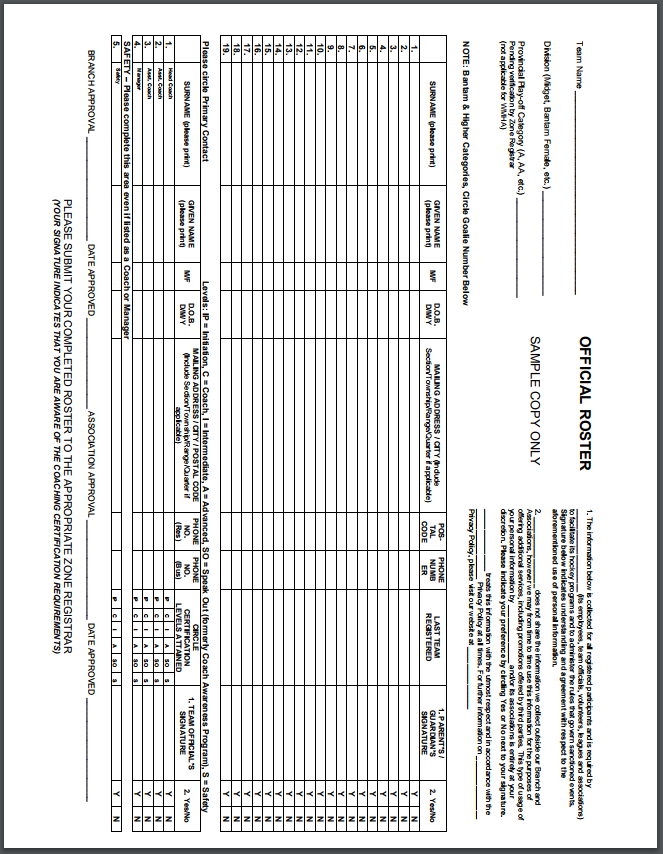 OFFICIAL ROSTER
SAMPLE COPY ONLY
Team Name
Division (Midget, Bantam Female, etc.)
Provincial Play-off Category (A, AA, etc.)
Pending verification by Zone Registrar
(not applicable for WMHA)
NOTE: Bantam & Higher Categories, Circle Goalie Number Below
1. The information below is collected for all registered participants and is required by
(its employees, team officials, volunteers, leagues and associations)
to facilitate its hockey programs and to administer the rules that govern sanctioned events.
Signature below indicates understanding and agreement with respect to the
aforementioned use of personal information.
2. does not share the information we collect outside our Branch and
Associations, however we may from time to time use this information for the purposes of
offering additional services, including promotions offered by third parties. This type of usage of
your personal information by and/or its associations is entirely at your
discretion. Please indicate your preference by circling Yes or No next to your signature.
treats this information with the utmost respect and in accordance with the
Privacy Policy at all times. For further information on
Privacy Policy, please visit our website at
SURNAME (please print) GIVEN NAME (please print) M/F D.O.B. D/M/Y MAILING ADDRESS / CITY (Include Section/Township/Range/Quarter if applicable) POS-TAL CODE PHONE NUMB ER LAST TEAM REGISTERED 1. PARENT'S / GUARDIAN'S SIGNATURE 2. Yes/No
1. Y N
2. Y N
3. Y N
4. Y N
5. Y N
6. Y N
7. Y N
8. Y N
9. Y N
10. Y N
11. Y N
12. Y N
13. Y N
14. Y N
15. Y N
16. Y N
17. Y N
18. Y N
19. Y N
Please circle Primary Contact Levels: IP = Initiation, C = Coach, I = Intermediate, A = Advanced, SO = Speak Out (formerly Coach Awareness Program), S = Safety
SURNAME (please print) GIVEN NAME (please print) M/F D.O.B. D/M/Y MAILING ADDRESS / CITY / POSTAL CODE (Include Section/Township/Range/Quarter if applicable) PHONE NO. (Res) PHONE NO. (Bus) CIRCLE CERTIFICATION LEVELS ATTAINED 1. TEAM OFFICIAL'S SIGNATURE 2. Yes/No
1. Head Coach IP C I A SO S Y N
2. Asst. Coach IP C I A SO S Y N
3. Asst. Coach IP C I A SO S Y N
4. Manager IP C I A SO S Y N
SAFETY – Please complete this area even if listed as a Coach or Manager
5. Safety IP C I A SO S Y N
BRANCH APPROVAL DATE APPROVED ASSOCIATION APPROVAL DATE APPROVED
PLEASE SUBMIT YOUR COMPLETED ROSTER TO THE APPROPRIATE ZONE REGISTRAR
(YOUR SIGNATURE INDICATES THAT YOU ARE AWARE OF THE COACHING CERTIFICATION REQUIREMENTS)